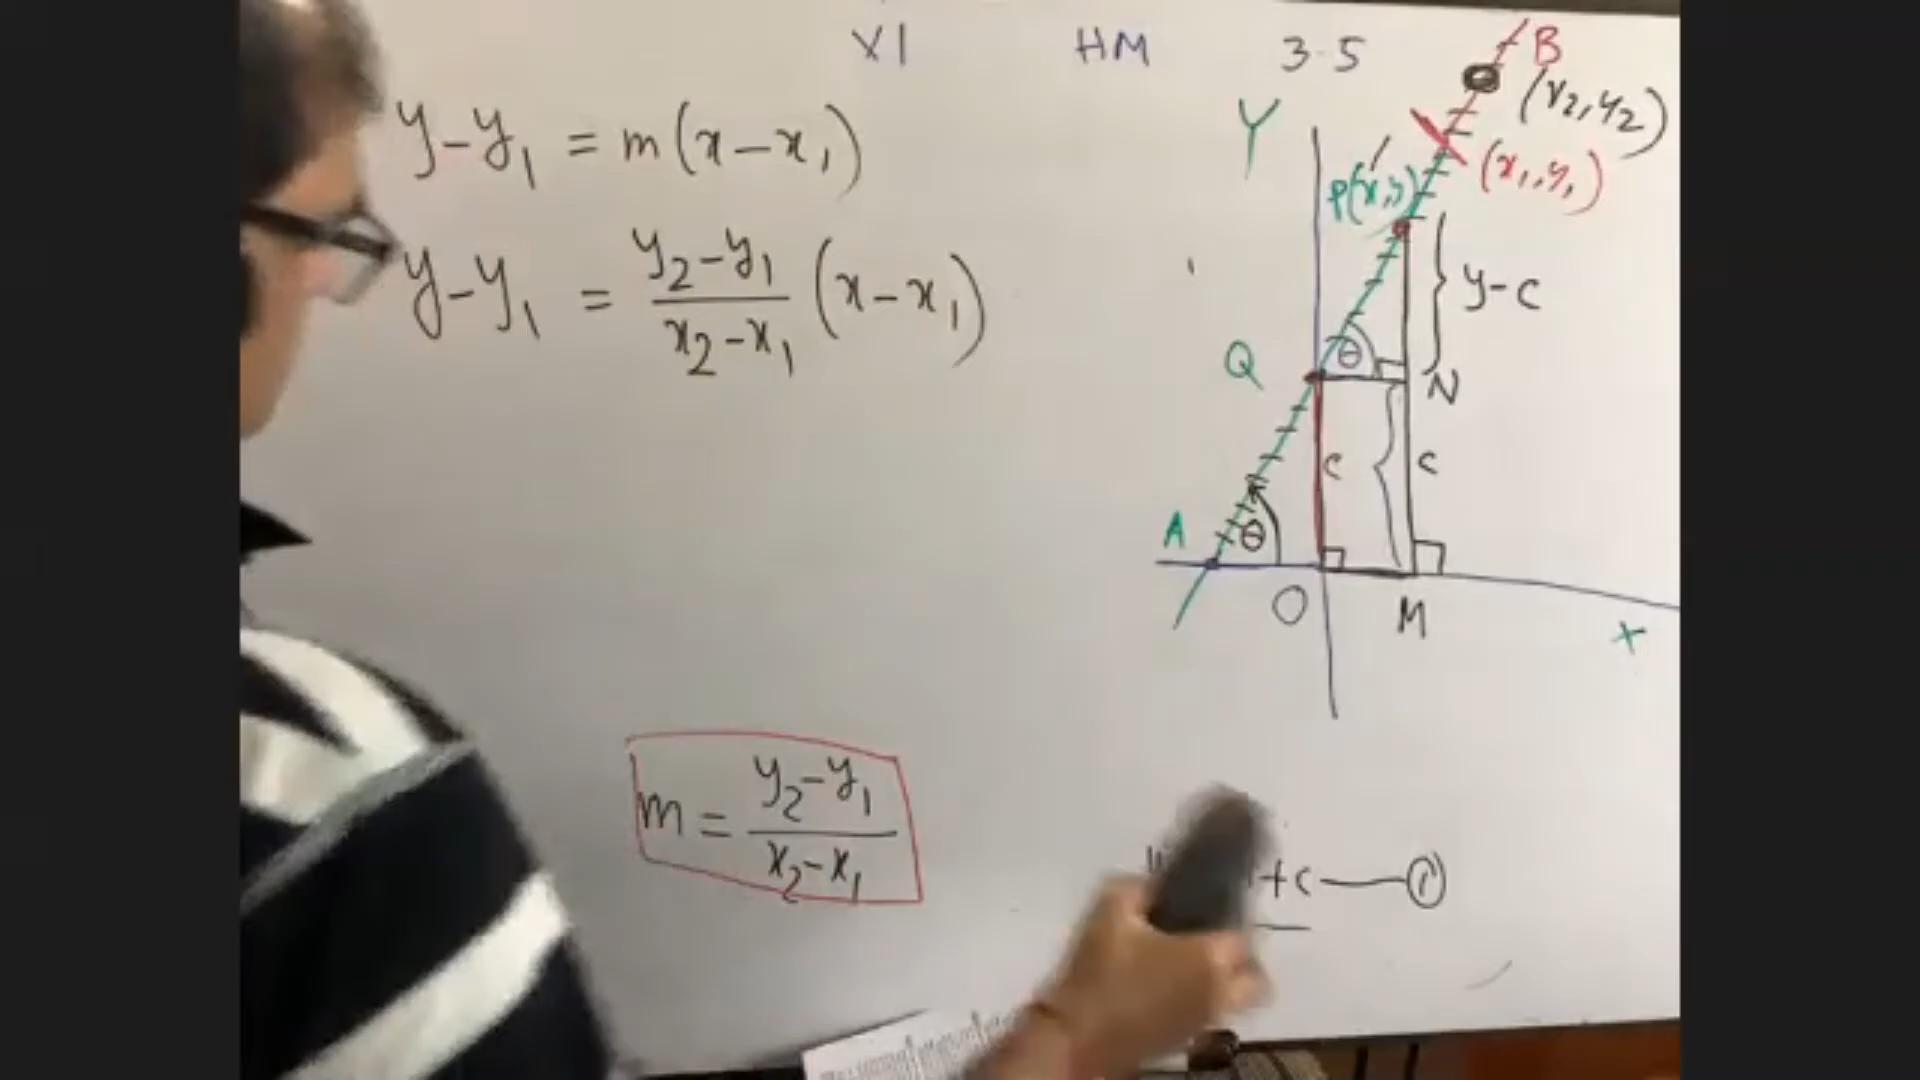 XI HM 3.5
y-y₁ = m(x-x₁)
y-y₁ = y₂-y₁/x₂-x₁ (x-x₁)
m = y₂-y₁/x₂-x₁
B
(x₂,y₂)
Y
(x₁,y₁)
P(x,y)
y-c
θ
Q
N
c
c
A
θ
O
M
x
+c — ①